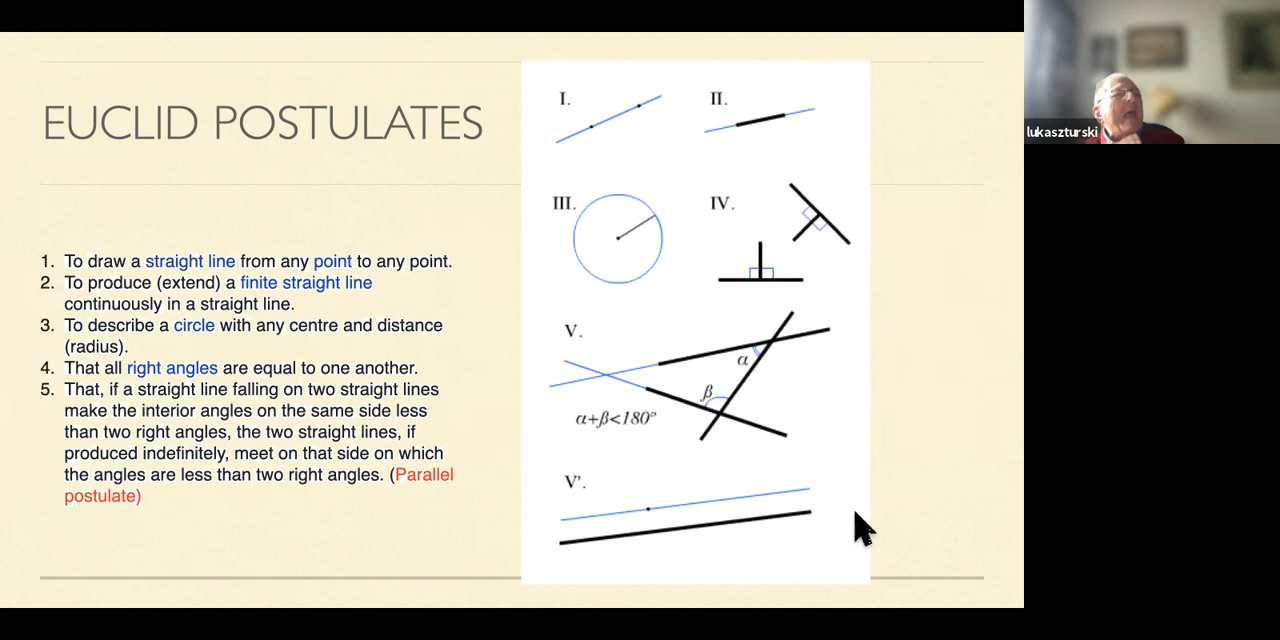 EUCLID POSTULATES
1. To draw a straight line from any point to any point.
2. To produce (extend) a finite straight line
continuously in a straight line.
3. To describe a circle with any centre and distance
(radius).
4. That all right angles are equal to one another.
5. That, if a straight line falling on two straight lines
make the interior angles on the same side less
than two right angles, the two straight lines, if
produced indefinitely, meet on that side on which
the angles are less than two right angles. (Parallel
postulate)
I.
II.
III.
IV.
V.
α
β
α+β<180°
V'.
lukaszturski